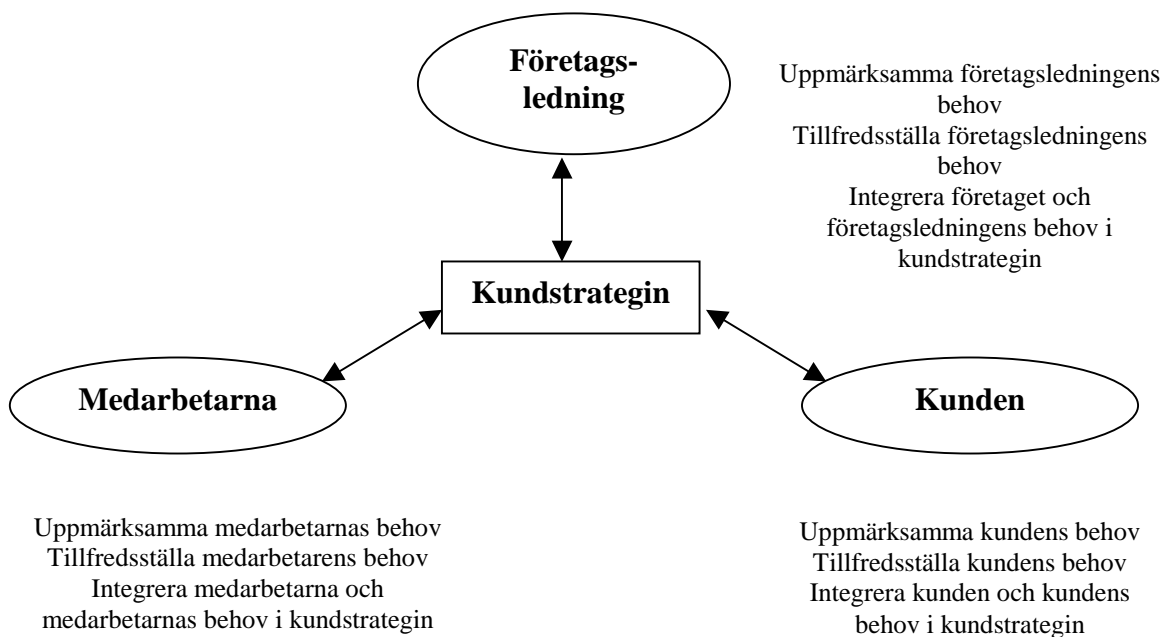 Företags-
ledning
Uppmärksamma företagsledningens
behov
Tillfredsställa företagsledningens
behov
Integrera företaget och
företagsledningens behov i
kundstrategin
Kundstrategin
Medarbetarna
Kunden
Uppmärksamma medarbetarnas behov
Tillfredsställa medarbetarens behov
Integrera medarbetarna och
medarbetarnas behov i kundstrategin
Uppmärksamma kundens behov
Tillfredsställa kundens behov
Integrera kunden och kundens
behov i kundstrategin